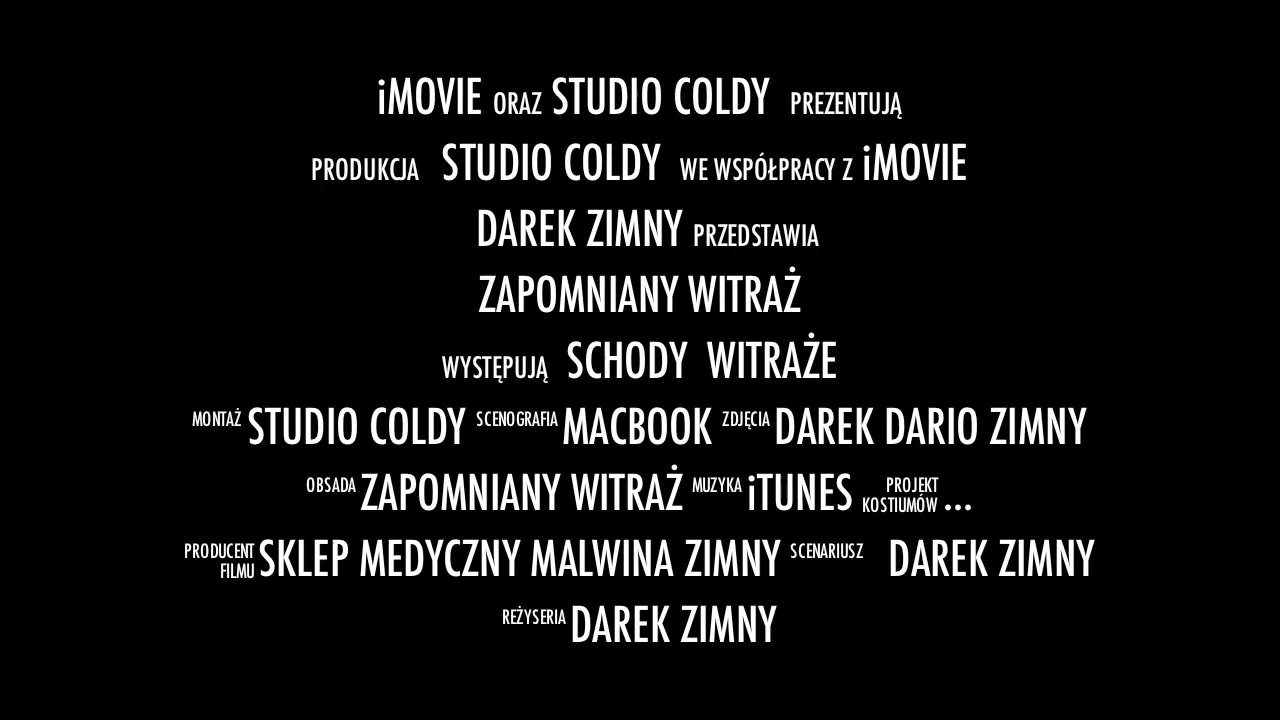 iMOVIE ORAZ STUDIO COLDY PREZENTUJĄ
PRODUKCJA STUDIO COLDY WE WSPÓŁPRACY Z iMOVIE
DAREK ZIMNY PRZEDSTAWIA
ZAPOMNIANY WITRAŻ
WYSTĘPUJĄ SCHODY WITRAŻE
MONTAŻ STUDIO COLDY SCENOGRAFIA MACBOOK ZDJĘCIA DAREK DARIO ZIMNY
OBSADA ZAPOMNIANY WITRAŻ MUZYKA iTUNES PROJEKT KOSTIUMÓW ...
PRODUCENT FILMU SKLEP MEDYCZNY MALWINA ZIMNY SCENARIUSZ DAREK ZIMNY
REŻYSERIA DAREK ZIMNY